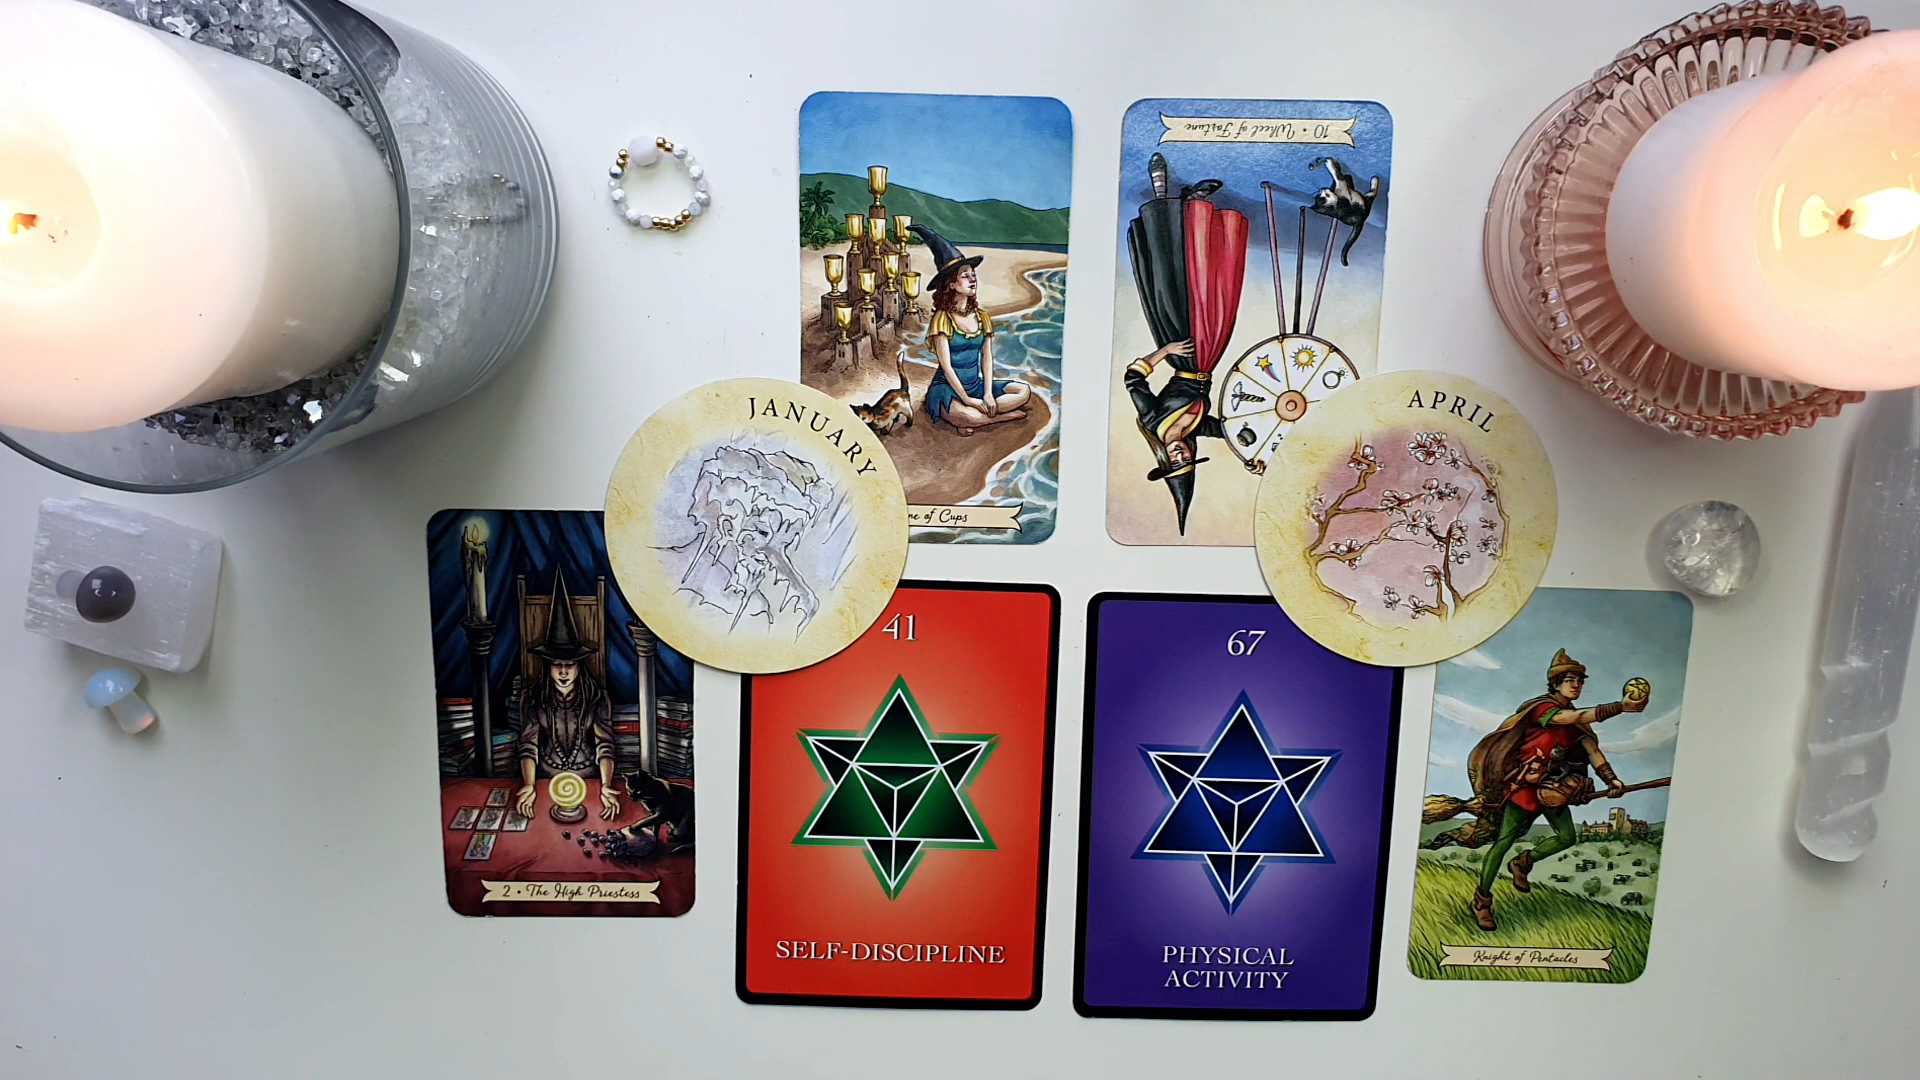 10 • Wheel of Fortune
JANUARY
APRIL
of Cups
41
67
2 • The High Priestess
SELF-DISCIPLINE
PHYSICAL
ACTIVITY
Knight of Pentacles